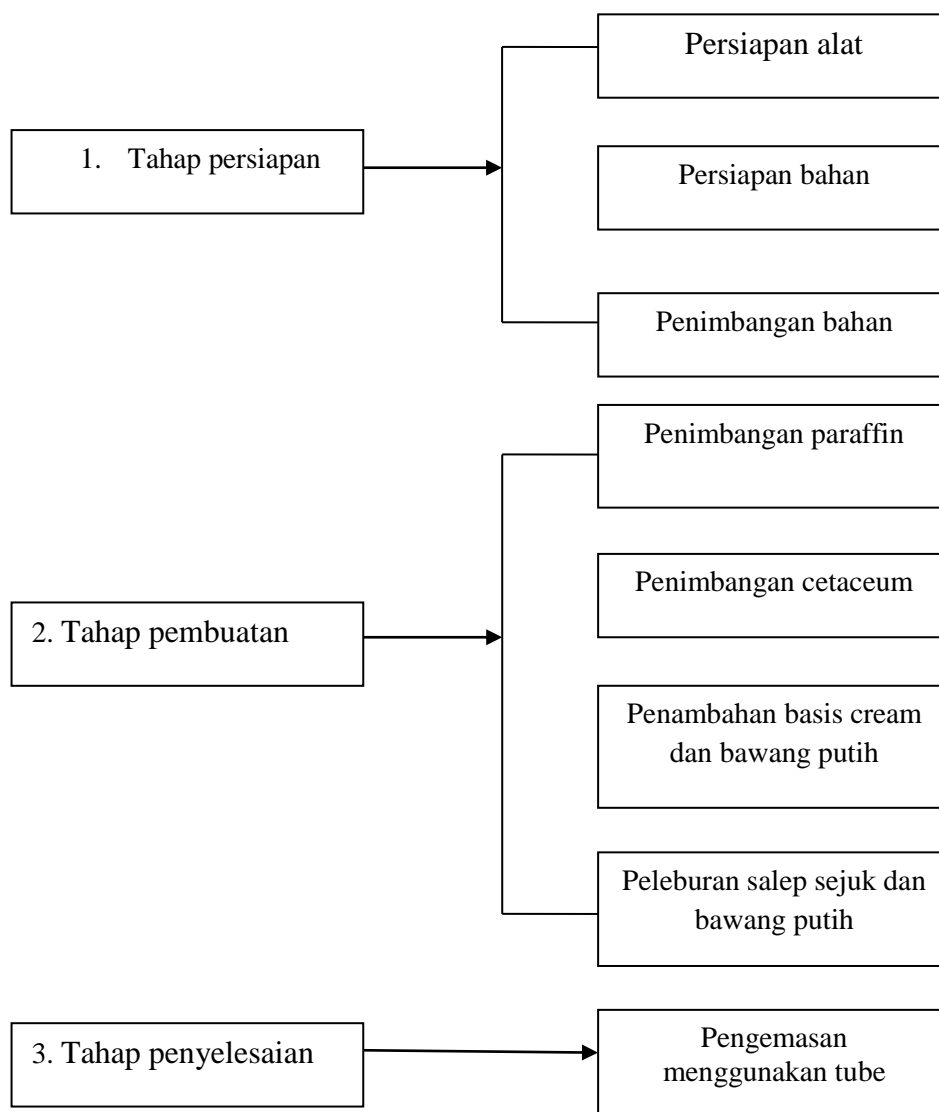 Persiapan alat
1. Tahap persiapan
Persiapan bahan
Penimbangan bahan
Penimbangan paraffin
Penimbangan cetaceum
2. Tahap pembuatan
Penambahan basis cream
dan bawang putih
Peleburan salep sejuk dan
bawang putih
3. Tahap penyelesaian
Pengemasan
menggunakan tube